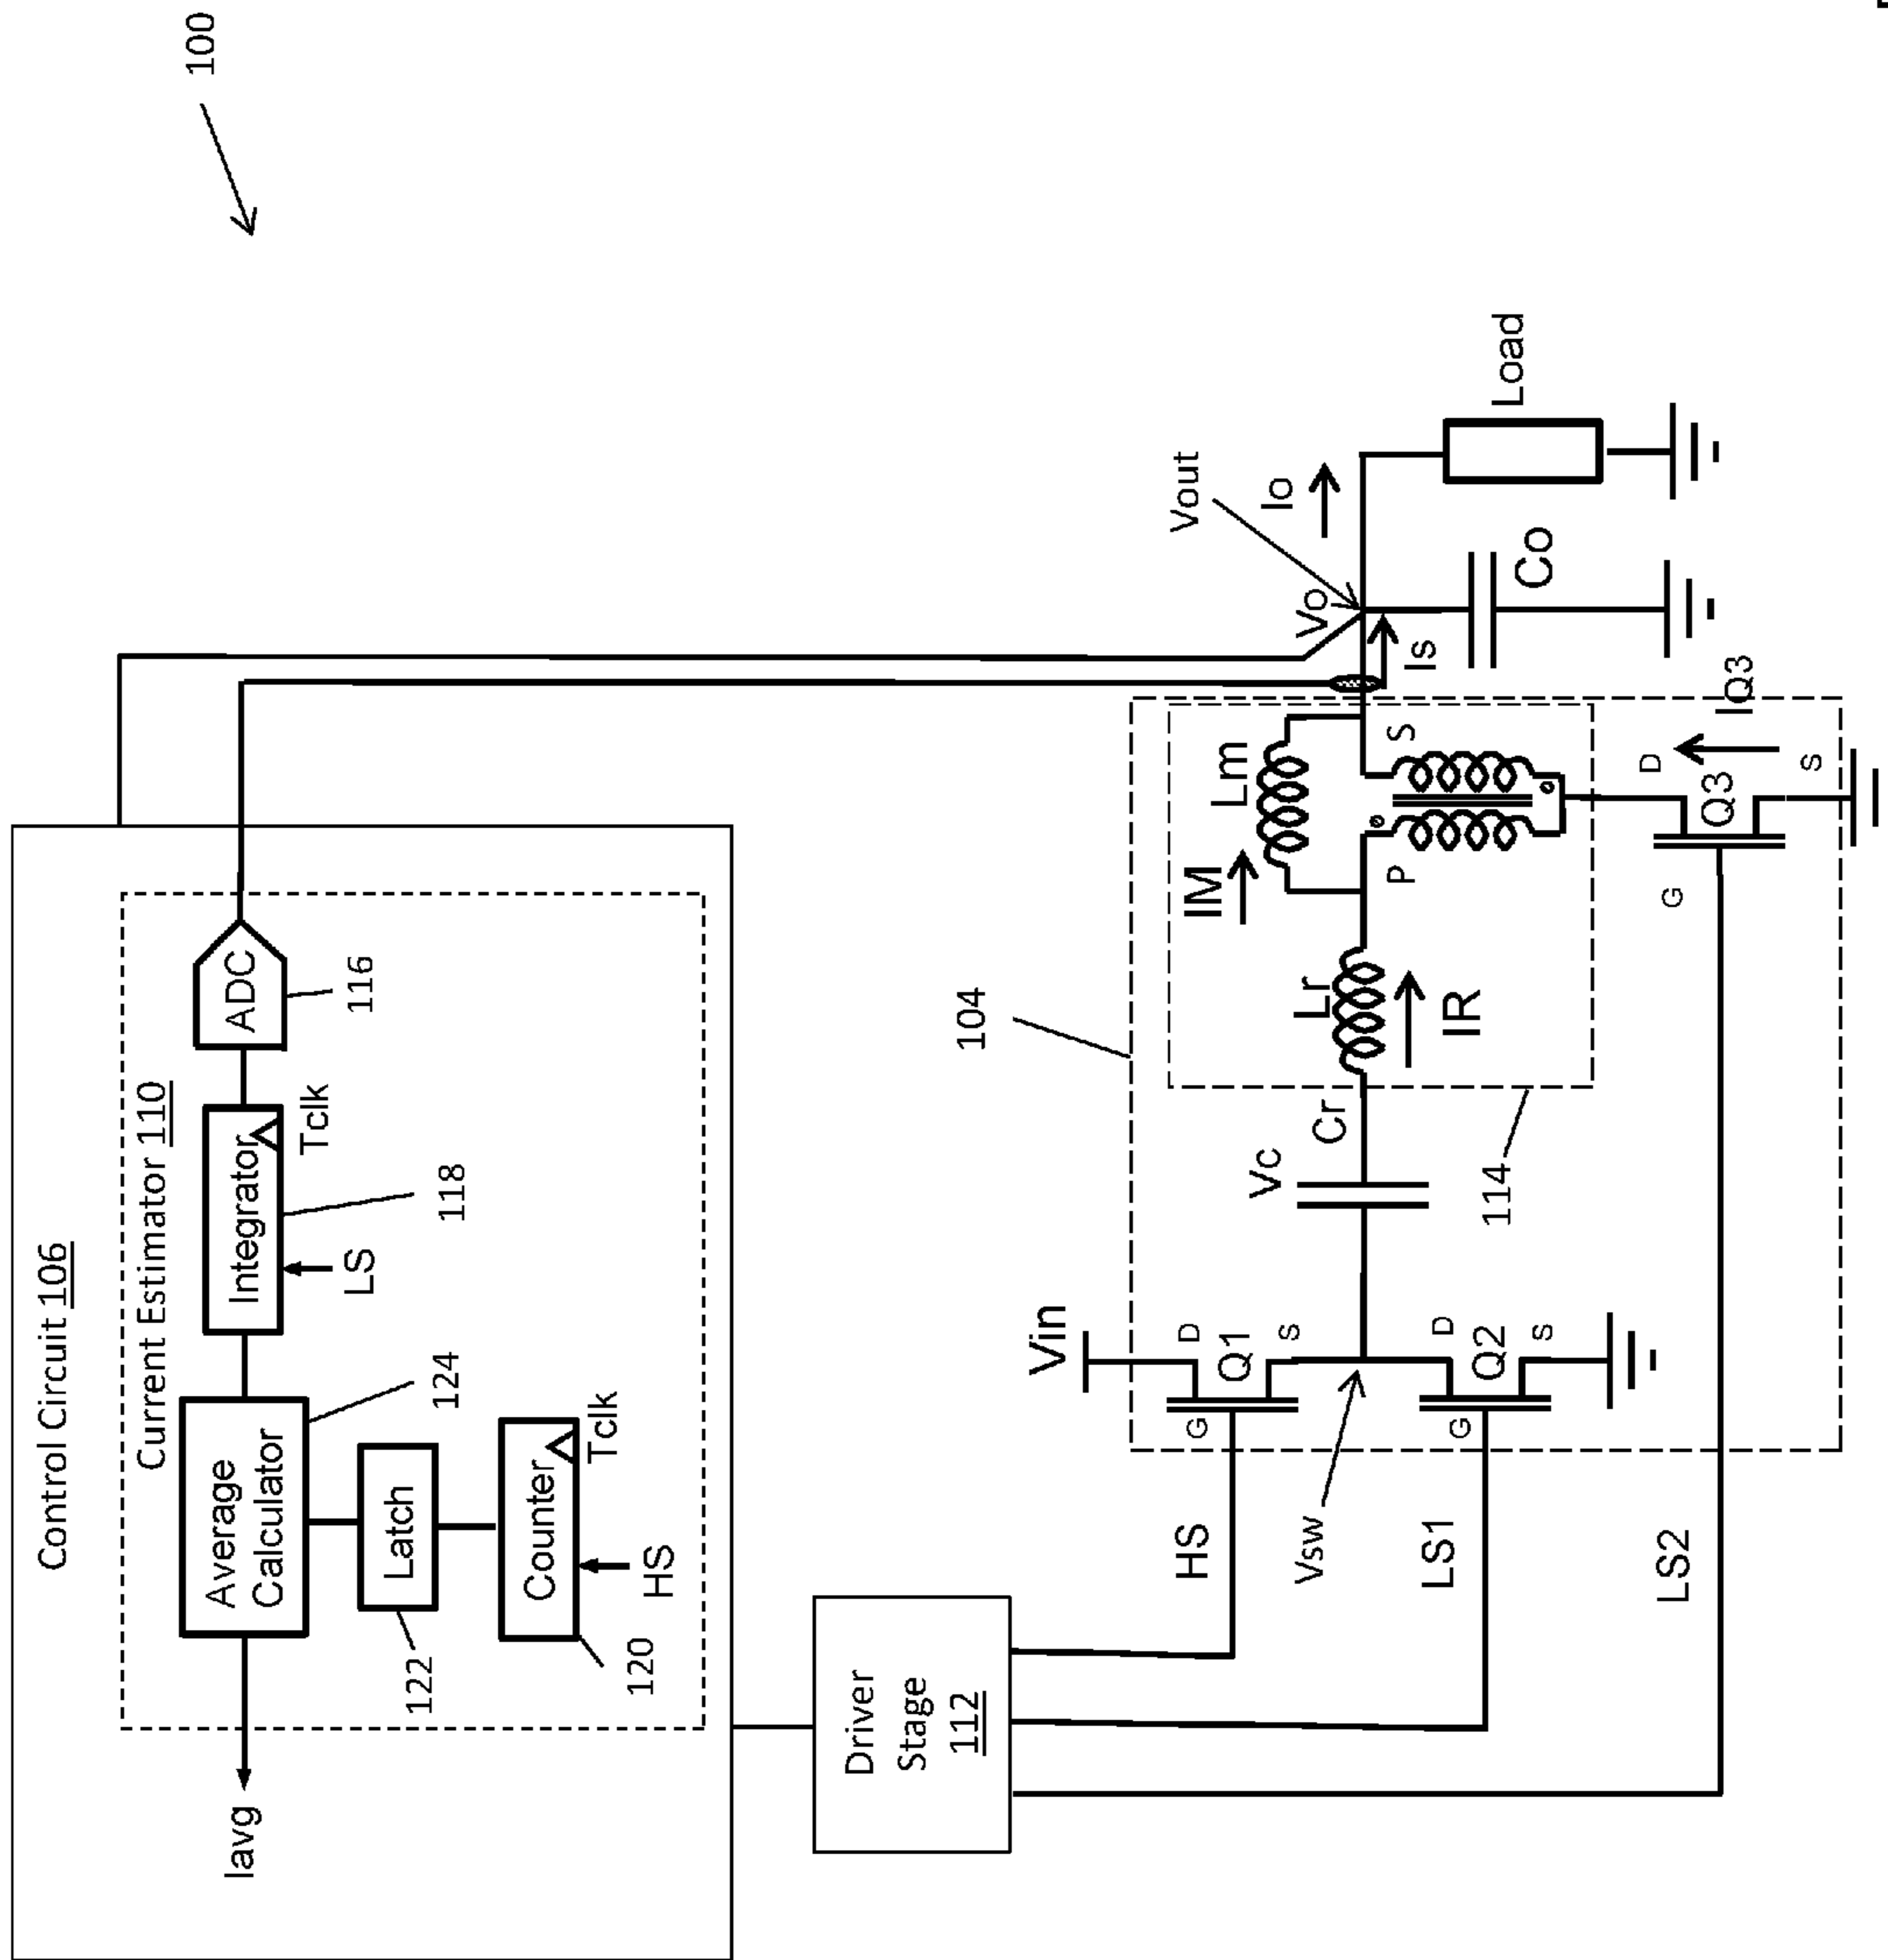 100
Control Circuit 106
Current Estimator 110
Iavg
Average
Calculator
124
Integrator
Tclk
118
LS
ADC
116
Latch
122
Counter
Tclk
120
HS
Driver
Stage
112
HS
LS1
LS2
Vsw
Vin
G
D
Q1
S
G
D
Q2
S
Vc
Cr
104
114
Lr
IR
IM
Lm
P
S
G
D
Q3
S
IQ3
Is
Vo
Vout
Io
Co
Load